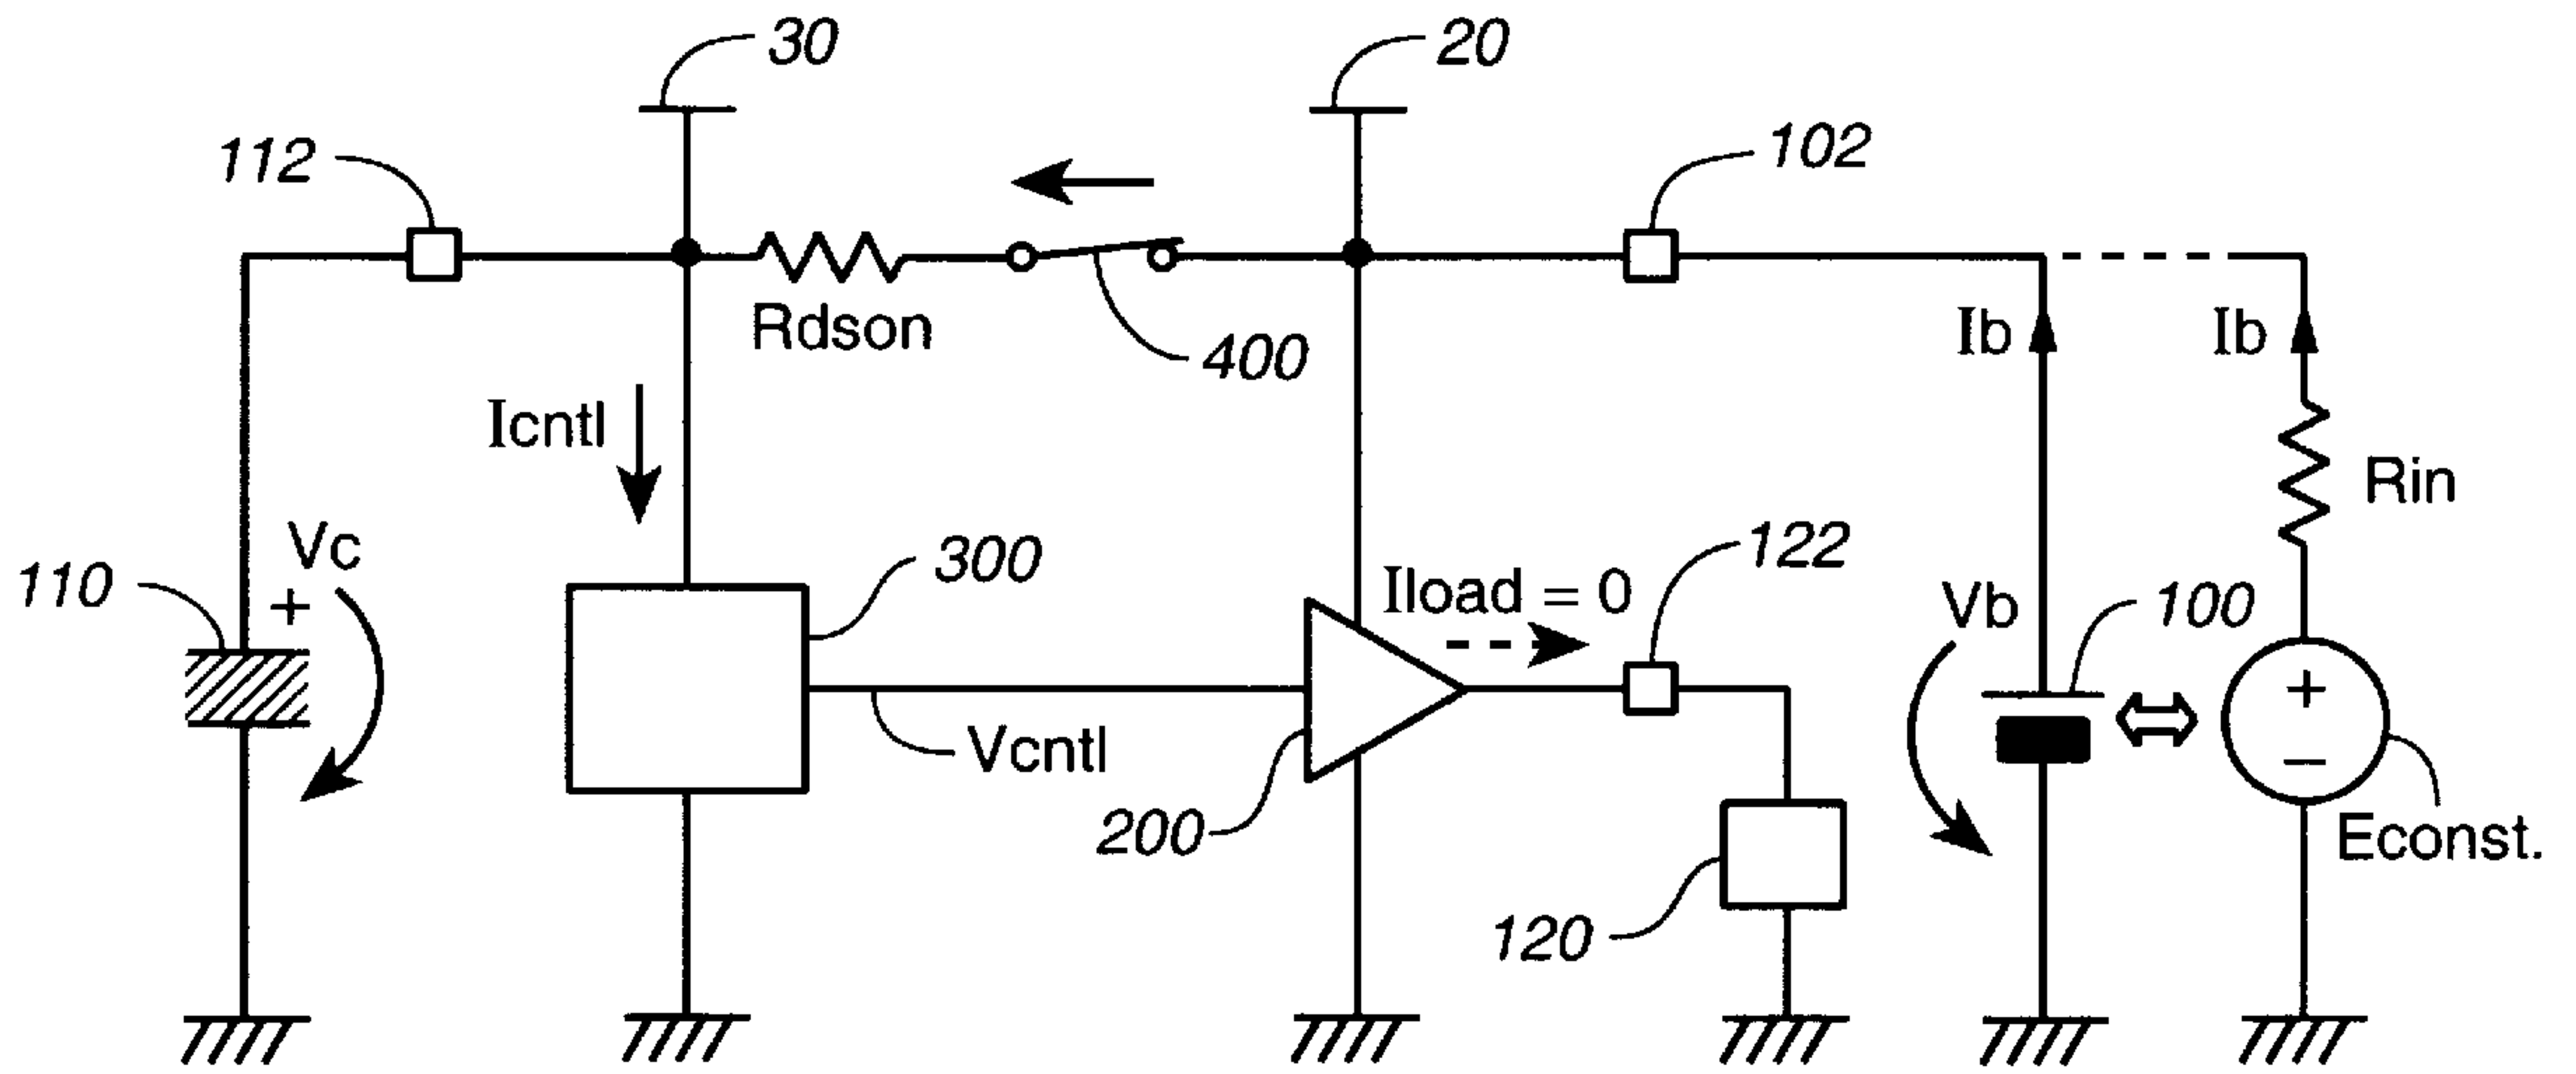 30
20
112
102
Rdson
400
Ib
Ib
Icntl
Rin
Vc
+
110
300
122
Iload = 0
Vb
100
+
−
Vcntl
200
Econst.
120